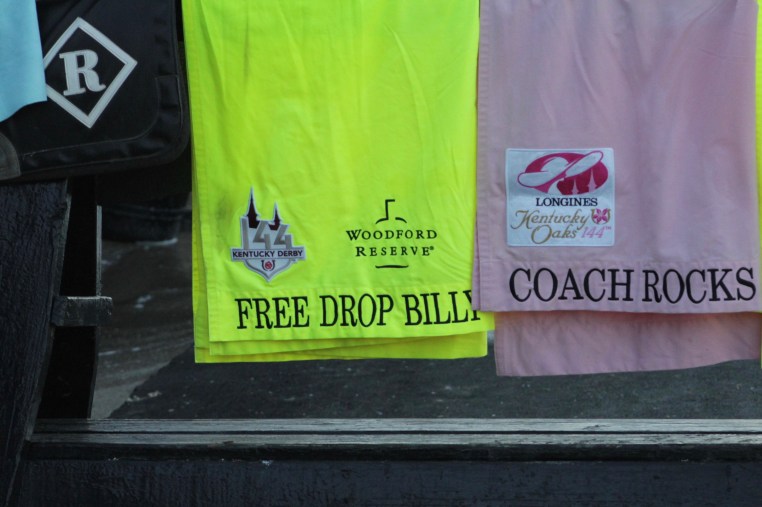 R
144
KENTUCKY DERBY
WOODFORD
RESERVE
FREE DROP BILLY
LONGINES
Kentucky
Oaks 144
COACH ROCKS